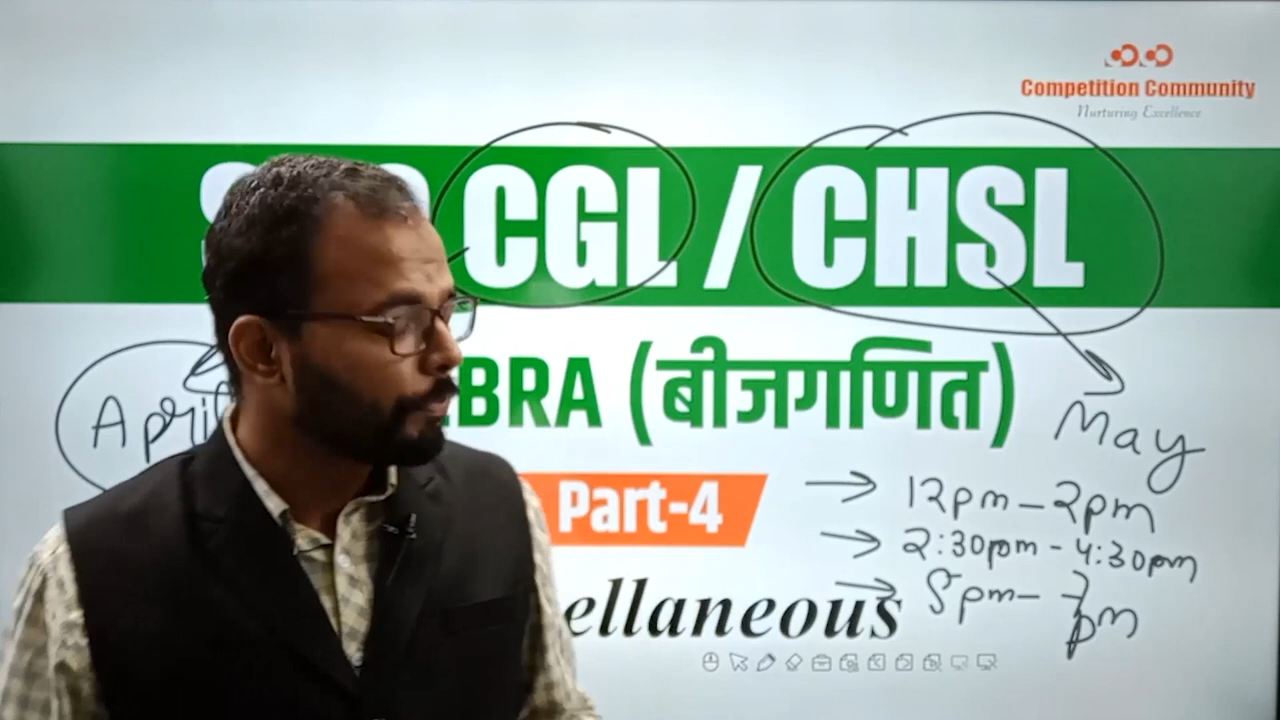 Competition Community
Nurturing Excellence
CGL / CHSL
BRA (बीजगणित)
April
May
Part-4
12pm - 2pm
2:30pm - 4:30pm
5pm - 7pm
ellaneous